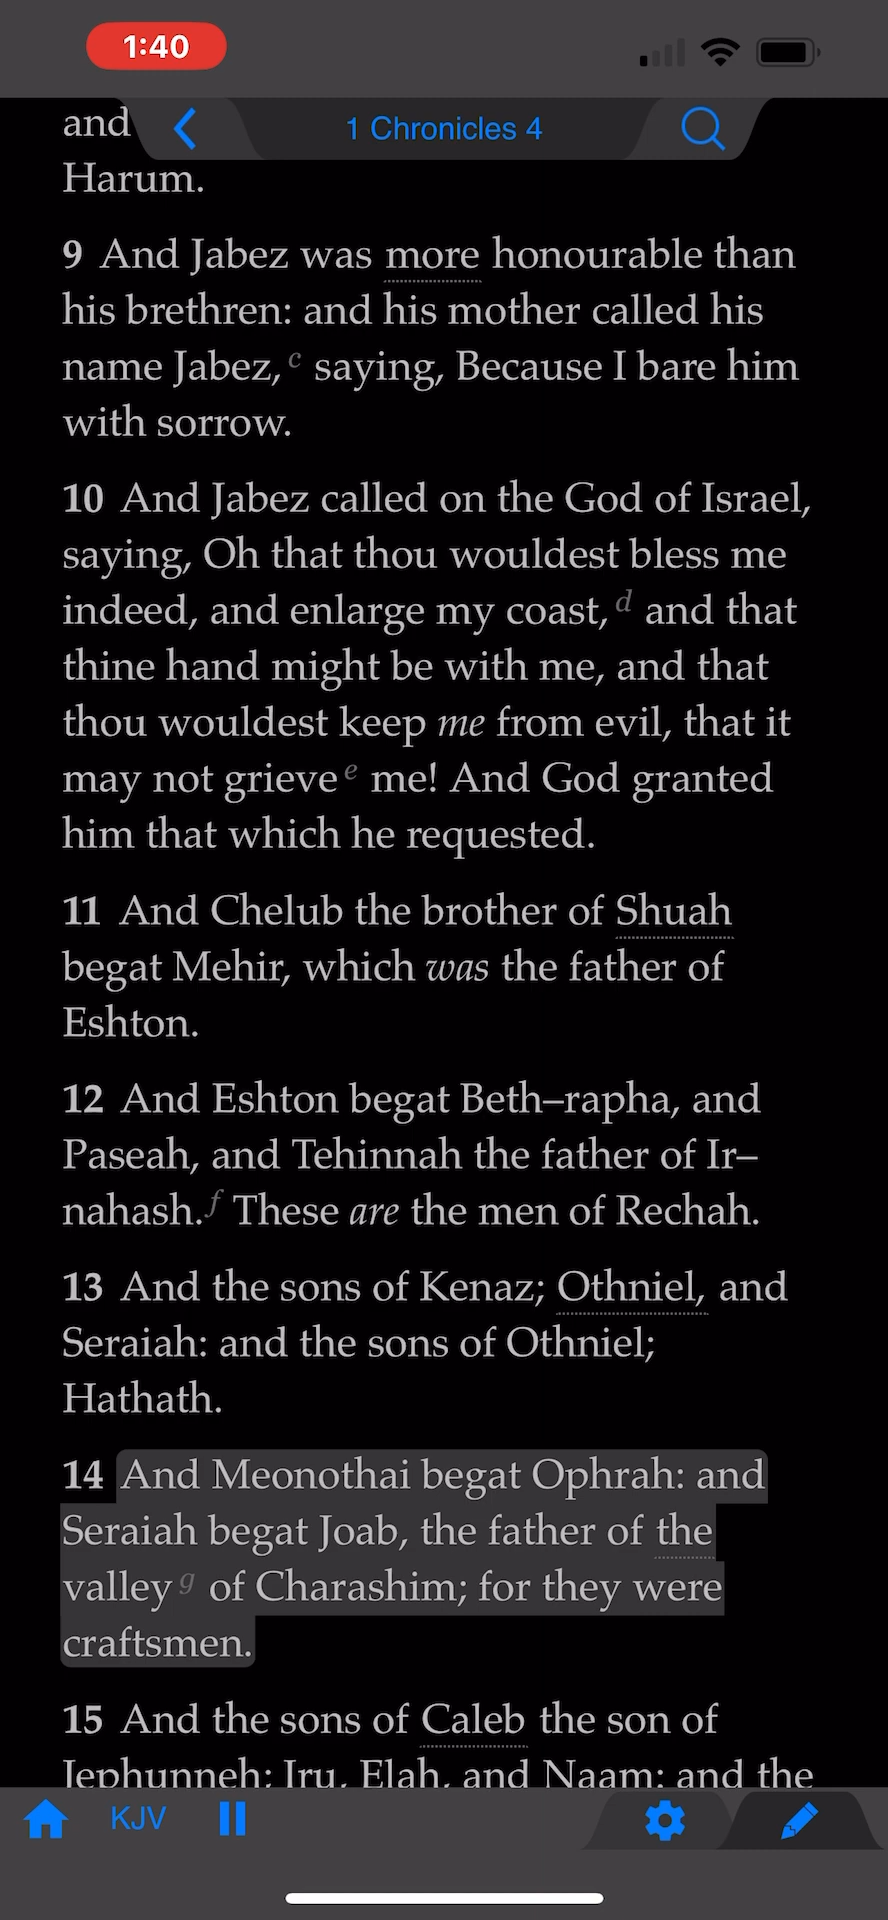 1:40
and
1 Chronicles 4
Harum.
9 And Jabez was more honourable than
his brethren: and his mother called his
name Jabez, c saying, Because I bare him
with sorrow.
10 And Jabez called on the God of Israel,
saying, Oh that thou wouldest bless me
indeed, and enlarge my coast, d and that
thine hand might be with me, and that
thou wouldest keep me from evil, that it
may not grieve e me! And God granted
him that which he requested.
11 And Chelub the brother of Shuah
begat Mehir, which was the father of
Eshton.
12 And Eshton begat Beth–rapha, and
Paseah, and Tehinnah the father of Ir–
nahash. f These are the men of Rechah.
13 And the sons of Kenaz; Othniel, and
Seraiah: and the sons of Othniel;
Hathath.
14 And Meonothai begat Ophrah: and
Seraiah begat Joab, the father of the
valley g of Charashim; for they were
craftsmen.
15 And the sons of Caleb the son of
Jephunneh; Iru, Elah, and Naam: and the
KJV